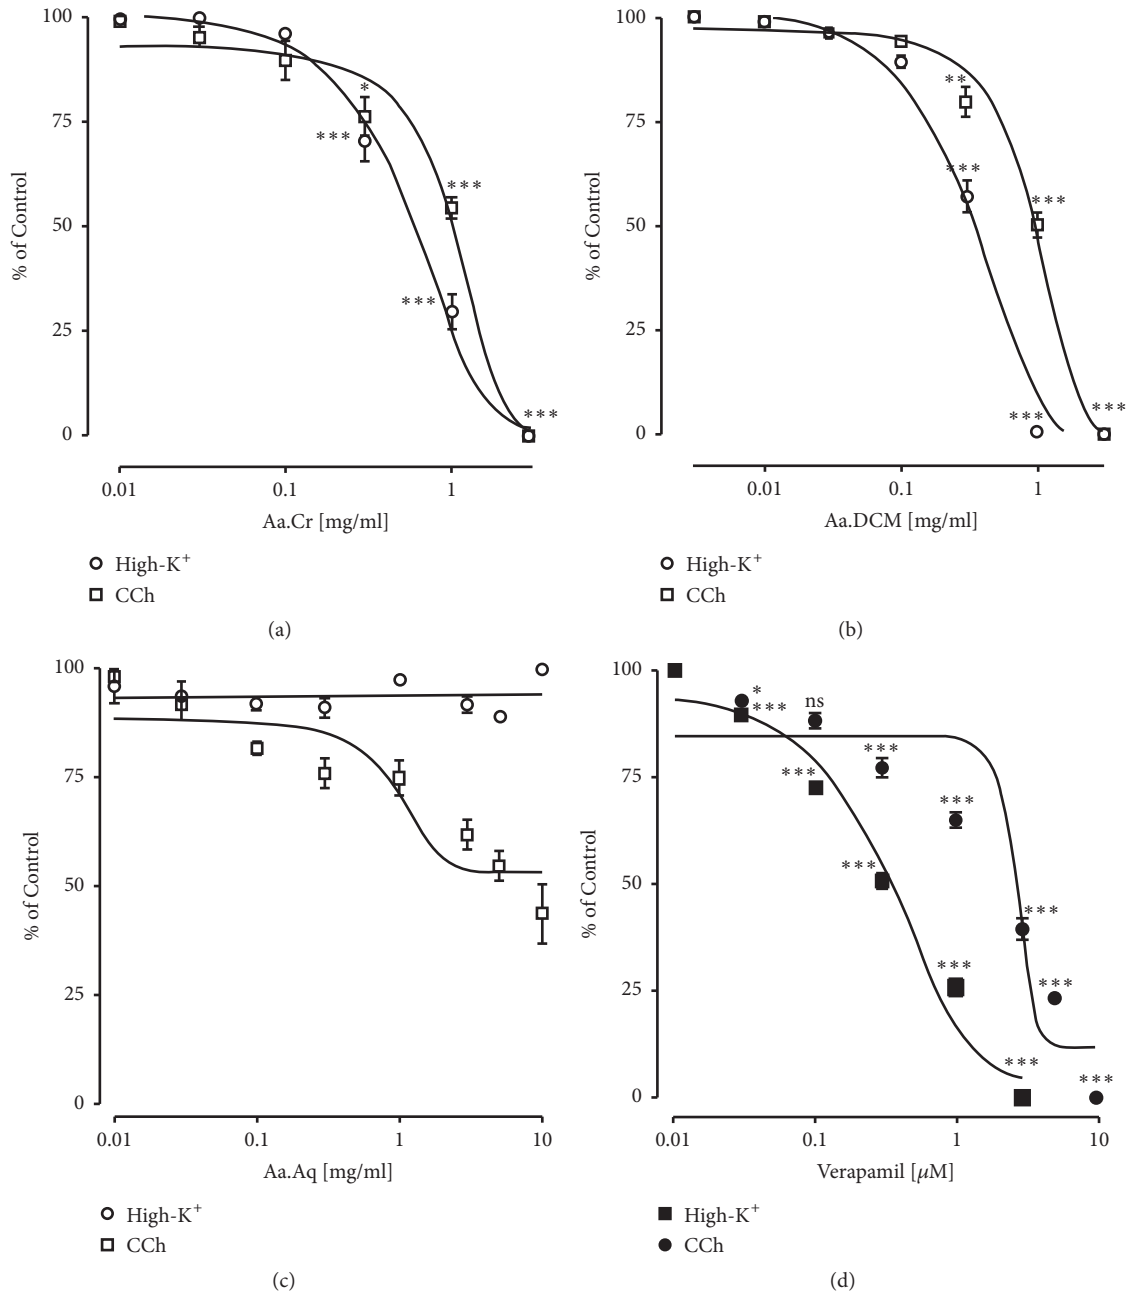 100
75
50
25
0
% of Control
*
***
***
***
***
0.01 0.1 1
Aa.Cr [mg/ml]
High-K+
CCh
(a)
100
75
50
25
0
% of Control
**
***
***
***
***
0.01 0.1 1
Aa.DCM [mg/ml]
High-K+
CCh
(b)
100
75
50
25
0
% of Control
0.01 0.1 1 10
Aa.Aq [mg/ml]
High-K+
CCh
(c)
100
75
50
25
0
% of Control
*
***
ns
***
***
***
***
***
***
***
***
***
0.01 0.1 1 10
Verapamil [μM]
High-K+
CCh
(d)